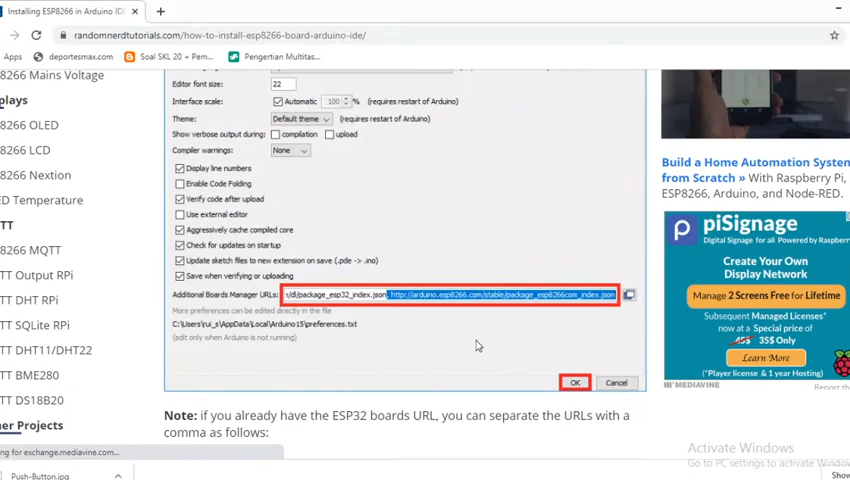 Installing ESP8266 in Arduino IDE
randomnerdtutorials.com/how-to-install-esp8266-board-arduino-ide/
Apps
deportesmax.com
Soal SKL 20 + Pem...
Pengertian Multitas...
P8266 Mains Voltage
plays
P8266 OLED
P8266 LCD
P8266 Nextion
ED Temperature
TT
8266 MQTT
TT Output RPi
TT DHT RPi
TT SQLite RPi
TT DHT11/DHT22
TT BME280
TT DS18B20
her Projects
Editor font size:
22
Interface scale:
Automatic
100 %
(requires restart of Arduino)
Theme:
Default theme
(requires restart of Arduino)
Show verbose output during:
compilation
upload
Compiler warnings:
None
Display line numbers
Enable Code Folding
Verify code after upload
Use external editor
Aggressively cache compiled core
Check for updates on startup
Update sketch files to new extension on save (.pde -> .ino)
Save when verifying or uploading
Additional Boards Manager URLs:
/dl/package_esp32_index.json, http://arduino.esp8266.com/stable/package_esp8266com_index.json
More preferences can be edited directly in the file
C:\Users\rui_s\AppData\Local\Arduino15\preferences.txt
(edit only when Arduino is not running)
OK
Cancel
Note: if you already have the ESP32 boards URL, you can separate the URLs with a
comma as follows:
Build a Home Automation System
from Scratch » With Raspberry Pi,
ESP8266, Arduino, and Node-RED.
piSignage
Digital Signage for all Powered by Raspberry
Create Your Own
Display Network
Manage 2 Screens Free for Lifetime
Subsequent Managed Licenses*
now at a Special price of
45$ 35$ Only
Learn More
(*Player license & 1 year Hosting)
MEDIAVINE
Report th
Activate Windows
Go to PC settings to activate Windows
ng for exchange.mediavine.com...
Push-Button.jpg
Show